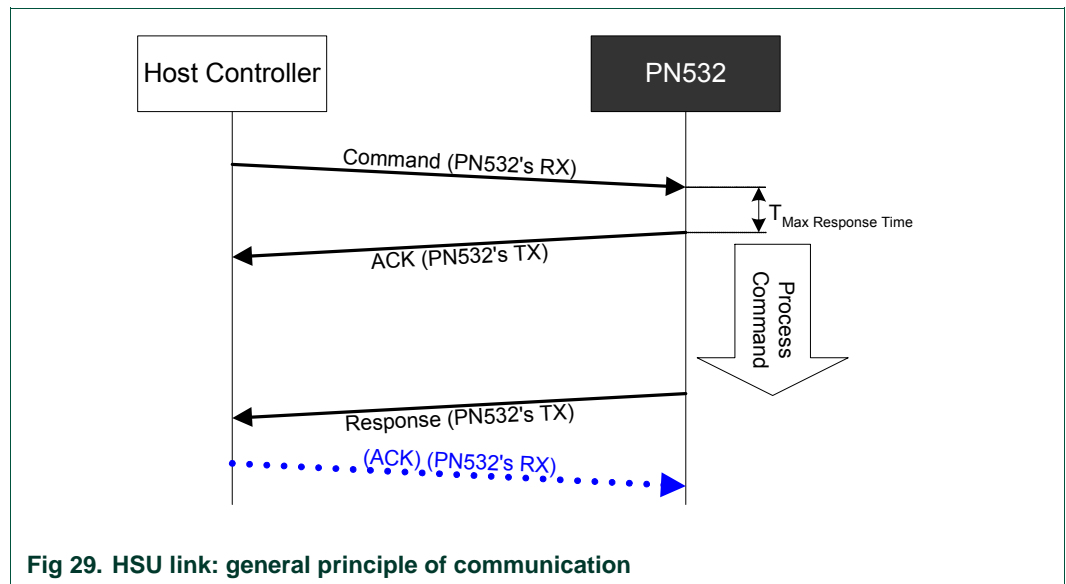 Host Controller
PN532
Command (PN532's RX)
T Max Response Time
ACK (PN532's TX)
Process
Command
Response (PN532's TX)
(ACK) (PN532's RX)
Fig 29. HSU link: general principle of communication